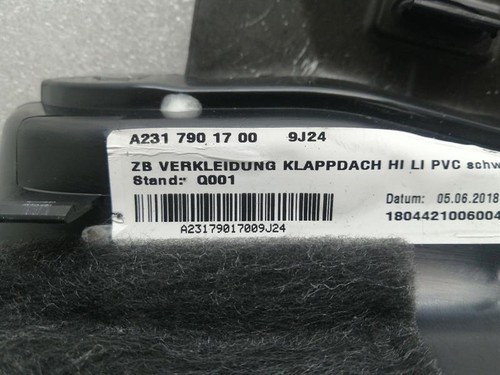 A231 790 17 00 9J24
ZB VERKLEIDUNG KLAPPDACH HI LI PVC schw
Stand: Q001
Datum: 05.06.2018
A23179017009J24
1804421006004